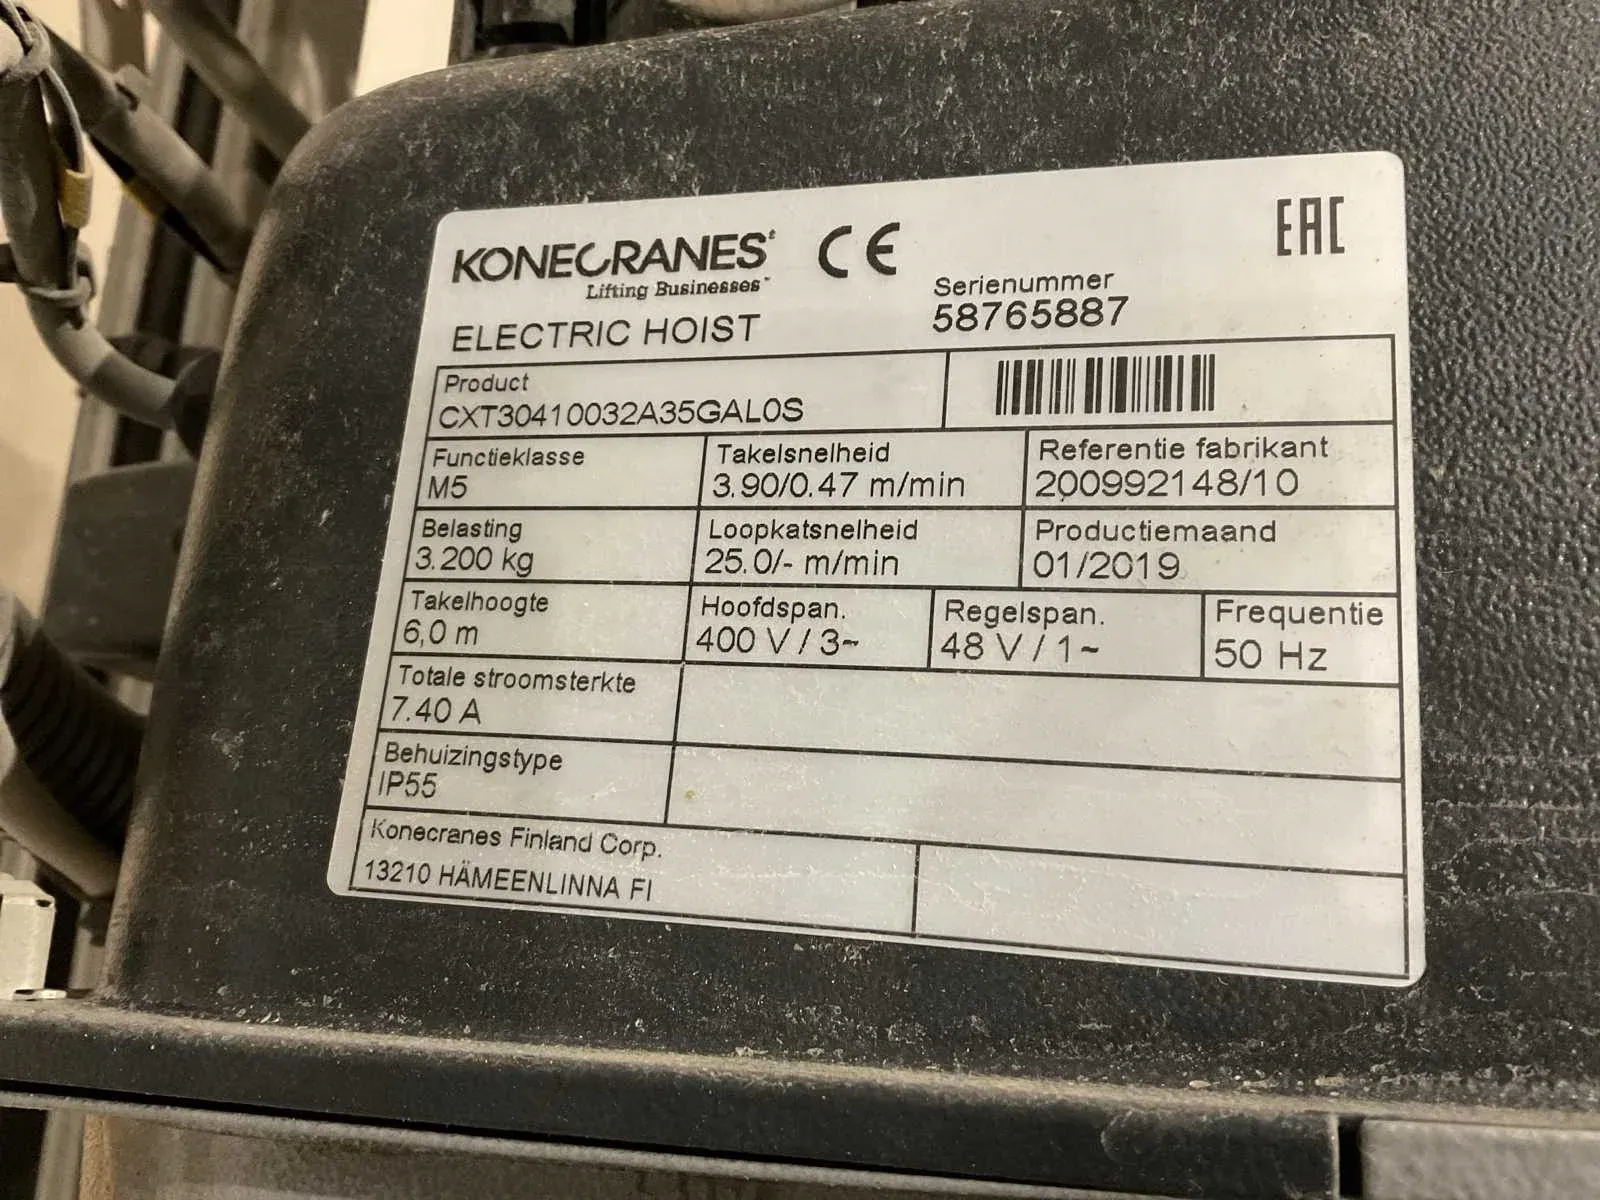 KONECRANES
Lifting Businesses™
CE
EAC
ELECTRIC HOIST
Serienummer
58765887
Product
CXT30410032A35GAL0S
Functieklasse
M5
Takelsnelheid
3.90/0.47 m/min
Referentie fabrikant
200992148/10
Belasting
3.200 kg
Loopkatsnelheid
25.0/- m/min
Productiemaand
01/2019
Takelhoogte
6,0 m
Hoofdspan.
400 V / 3~
Regelspan.
48 V / 1 ~
Frequentie
50 Hz
Totale stroomsterkte
7.40 A
Behuizingstype
IP55
Konecranes Finland Corp.
13210 HÄMEENLINNA FI